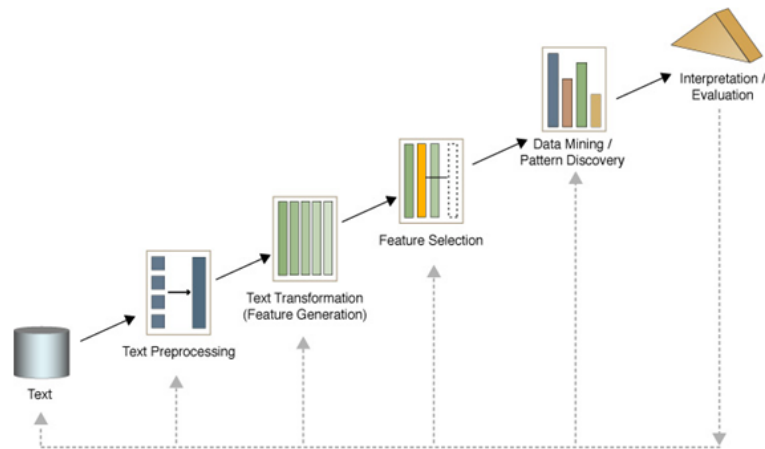 Text
Text Preprocessing
Text Transformation
(Feature Generation)
Feature Selection
Data Mining /
Pattern Discovery
Interpretation /
Evaluation